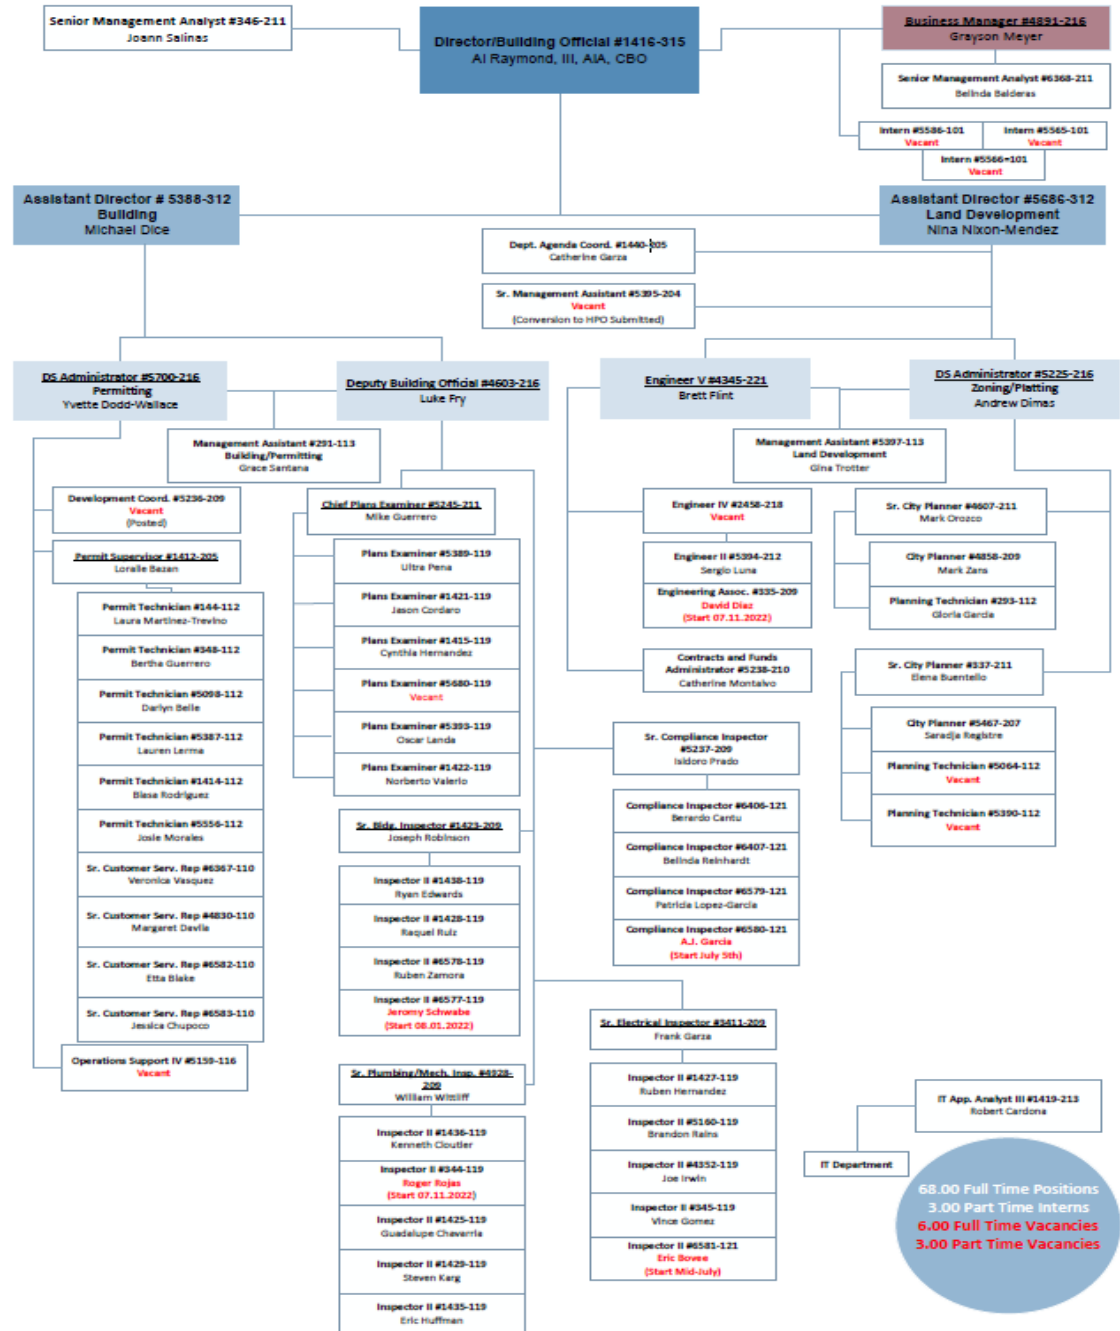 Senior Management Analyst #346-211
Joann Salinas
Director/Building Official #1416-315
Al Raymond, III, AIA, CBO
Business Manager #4891-216
Grayson Meyer
Senior Management Analyst #6368-211
Belinda Balderas
Intern #5586-101
Vacant
Intern #5565-101
Vacant
Intern #5566=101
Vacant
Assistant Director # 5388-312
Building
Michael Dice
Assistant Director #5686-312
Land Development
Nina Nixon-Mendez
Dept. Agenda Coord. #1440-205
Catherine Garza
Sr. Management Assistant #5395-204
Vacant
(Conversion to HPO Submitted)
DS Administrator #5700-216
Permitting
Yvette Dodd-Wallace
Deputy Building Official #4603-216
Luke Fry
Engineer V #4345-221
Brett Flint
DS Administrator #5225-216
Zoning/Platting
Andrew Dimas
Management Assistant #291-113
Building/Permitting
Grace Santana
Management Assistant #5397-113
Land Development
Gina Trotter
Development Coord. #5236-209
Vacant
(Posted)
Permit Supervisor #1412-205
Loralie Bazan
Permit Technician #144-112
Laura Martinez-Trevino
Permit Technician #348-112
Bertha Guerrero
Permit Technician #5098-112
Darlyn Belle
Permit Technician #5387-112
Lauren Lerma
Permit Technician #1414-112
Blasa Rodriguez
Permit Technician #5556-112
Josie Morales
Sr. Customer Serv. Rep #6367-110
Veronica Vasquez
Sr. Customer Serv. Rep #4830-110
Margaret Davila
Sr. Customer Serv. Rep #6582-110
Etta Blake
Sr. Customer Serv. Rep #6583-110
Jessica Chupoco
Operations Support IV #5159-116
Vacant
Chief Plans Examiner #5245-211
Mike Guerrero
Plans Examiner #5389-119
Ultra Pena
Plans Examiner #1421-119
Jason Cordaro
Plans Examiner #1415-119
Cynthia Hernandez
Plans Examiner #5680-119
Vacant
Plans Examiner #5393-119
Oscar Landa
Plans Examiner #1422-119
Norberto Valerio
Sr. Bldg. Inspector #1423-209
Joseph Robinson
Inspector II #1438-119
Ryan Edwards
Inspector II #1428-119
Raquel Ruiz
Inspector II #6578-119
Ruben Zamora
Inspector II #6577-119
Jeromy Schwabe
(Start 08.01.2022)
Sr. Plumbing/Mech. Insp. #4928-
209
William Wittliff
Inspector II #1436-119
Kenneth Cloutier
Inspector II #344-119
Roger Rojas
(Start 07.11.2022)
Inspector II #1425-119
Guadalupe Chavarria
Inspector II #1429-119
Steven Karg
Inspector II #1435-119
Eric Huffman
Engineer IV #2458-218
Vacant
Engineer II #5394-212
Sergio Luna
Engineering Assoc. #335-209
David Diaz
(Start 07.11.2022)
Contracts and Funds
Administrator #5238-210
Catherine Montalvo
Sr. Compliance Inspector
#5237-209
Isidoro Prado
Compliance Inspector #6406-121
Berardo Cantu
Compliance Inspector #6407-121
Belinda Reinhardt
Compliance Inspector #6579-121
Patricia Lopez-Garcia
Compliance Inspector #6580-121
A.J. Garcia
(Start July 5th)
Sr. Electrical Inspector #3411-209
Frank Garza
Inspector II #1427-119
Ruben Hernandez
Inspector II #5160-119
Brandon Rains
Inspector II #4352-119
Joe Irwin
Inspector II #345-119
Vince Gomez
Inspector II #6581-121
Eric Bovee
(Start Mid-July)
Sr. City Planner #4607-211
Mark Orozco
City Planner #4858-209
Mark Zans
Planning Technician #293-112
Gloria Garcia
Sr. City Planner #337-211
Elena Buentello
City Planner #5467-207
Saradja Registre
Planning Technician #5064-112
Vacant
Planning Technician #5390-112
Vacant
IT App. Analyst III #1419-213
Robert Cardona
IT Department
68.00 Full Time Positions
3.00 Part Time Interns
6.00 Full Time Vacancies
3.00 Part Time Vacancies